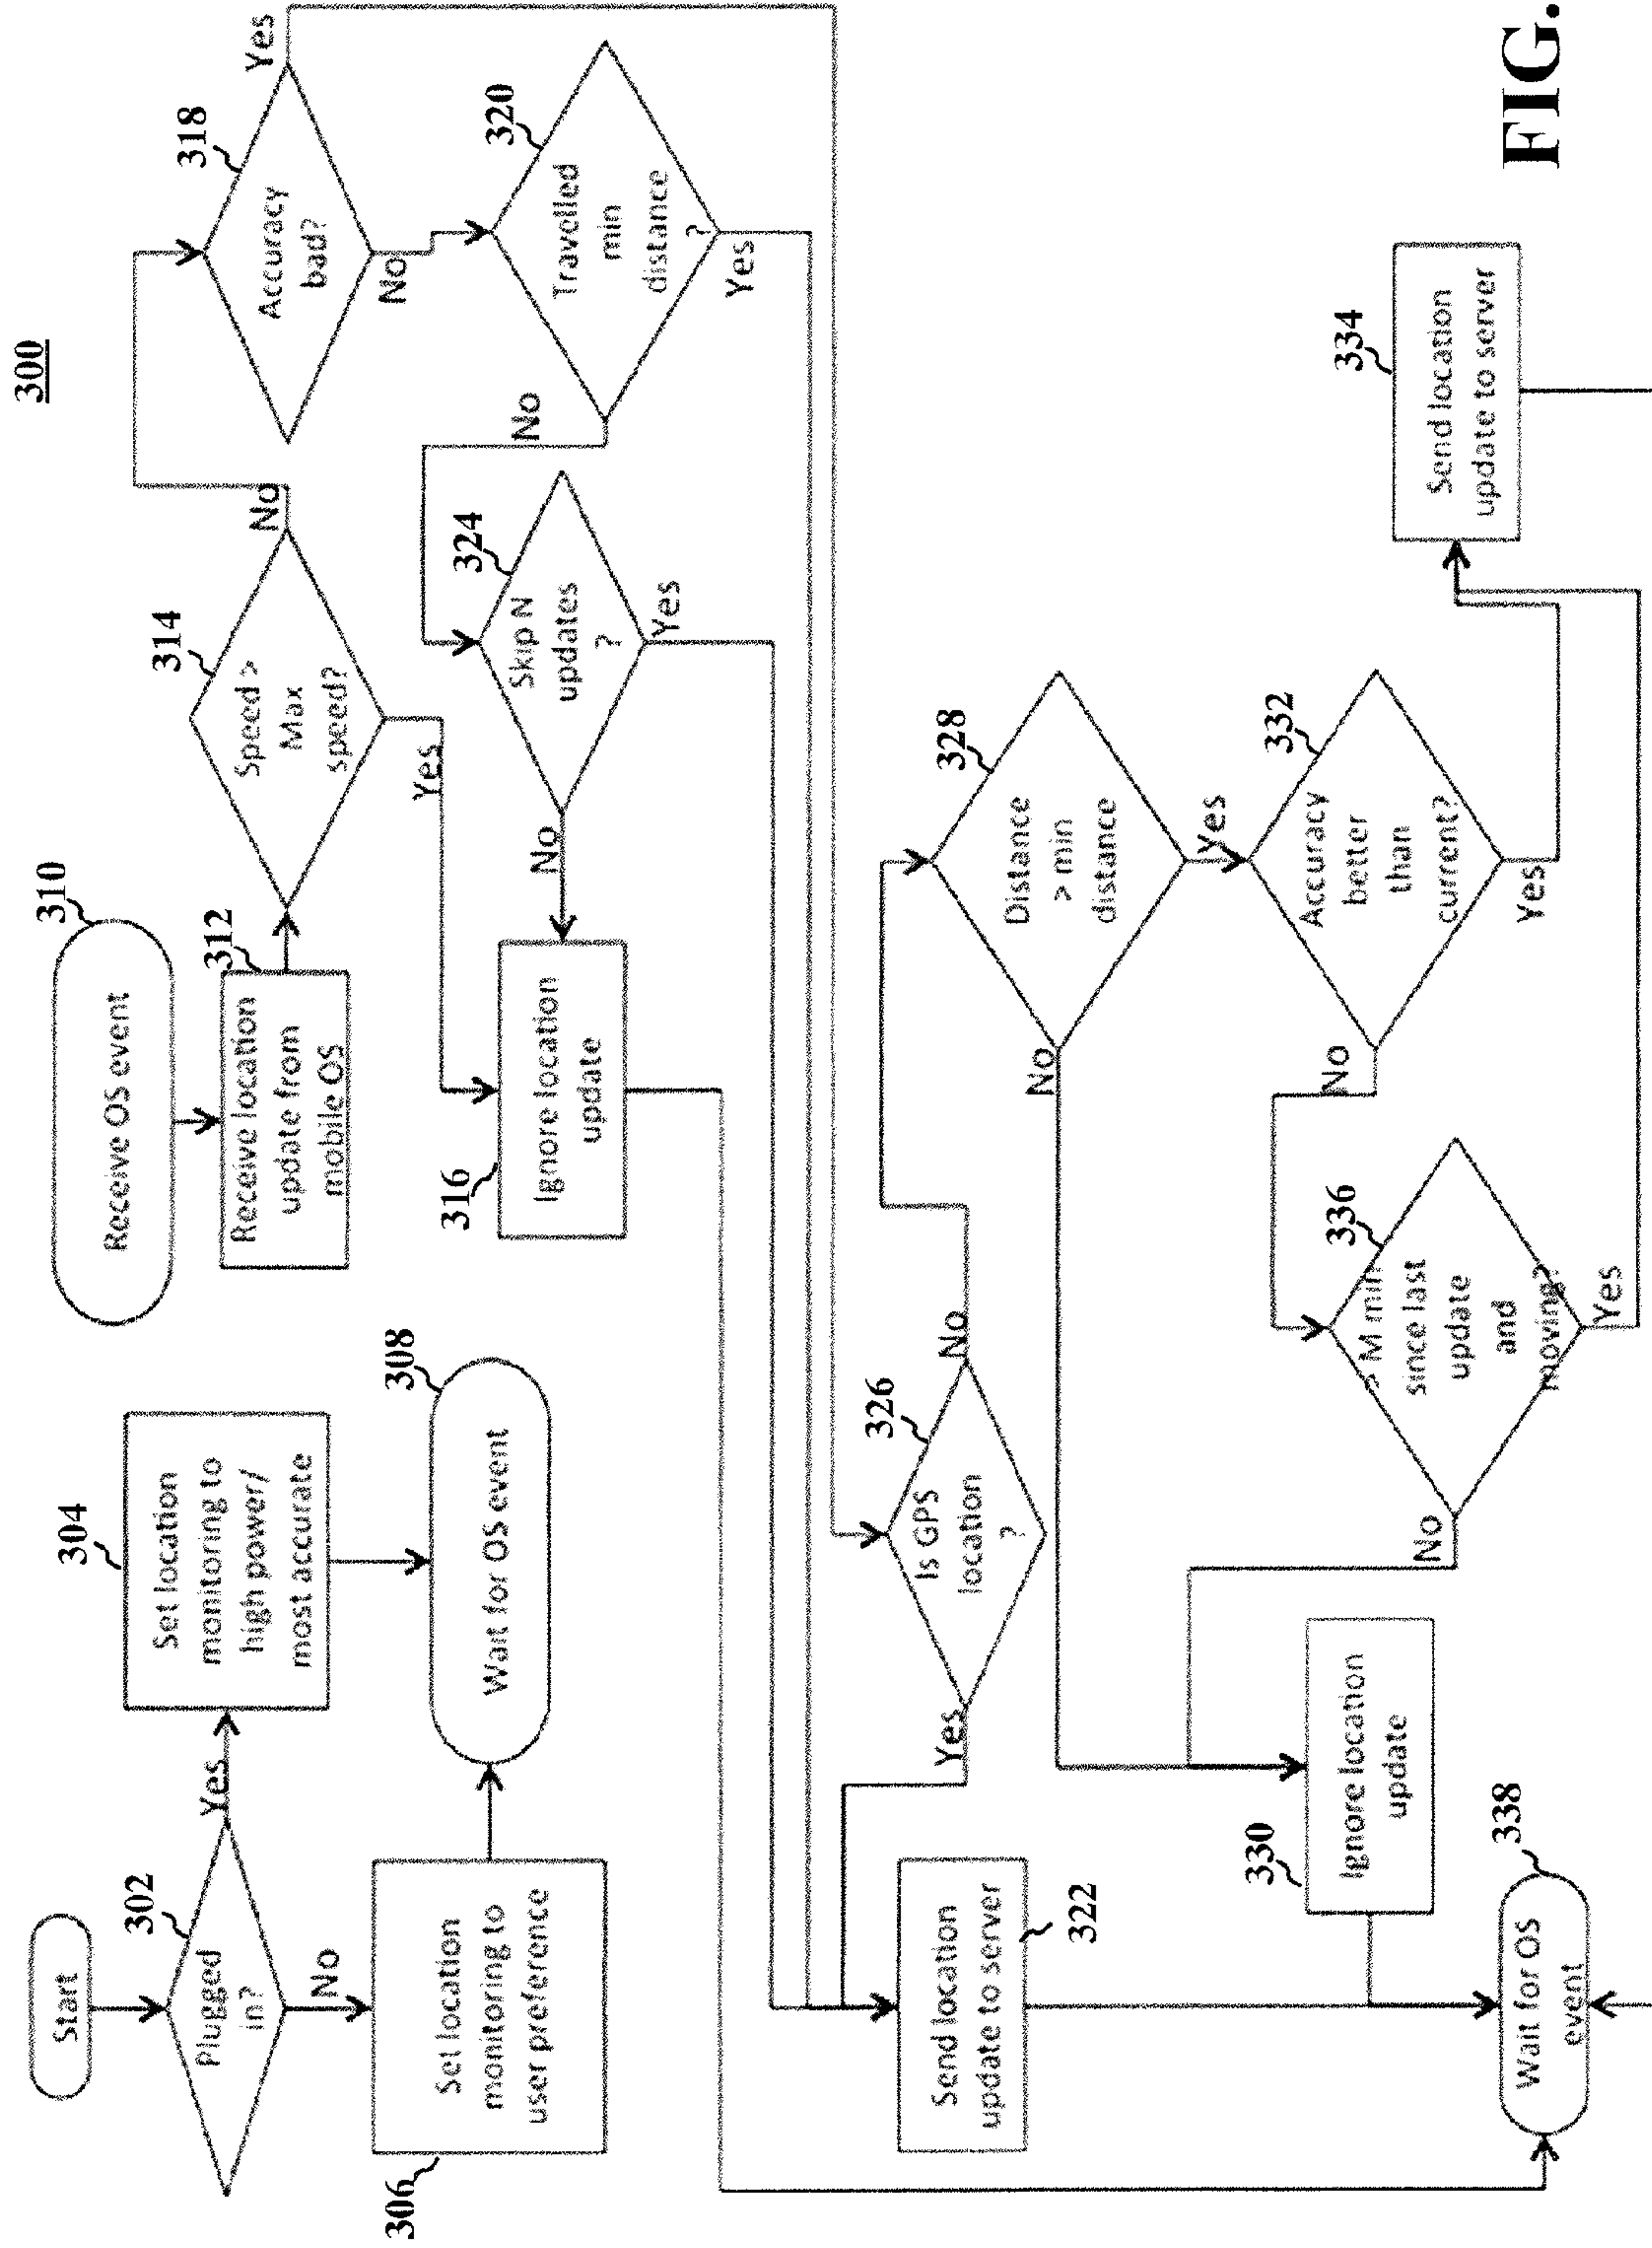 300
Start
302
Plugged
in?
Yes
No
304
Set location
monitoring to
high power/
most accurate
306
Set location
monitoring to
user preference
308
Wait for OS event
310
Receive OS event
312
Receive location
update from
mobile OS
314
Speed >
Max
speed?
No
Yes
316
Ignore location
update
318
Accuracy
bad?
Yes
No
320
Travolled
min
distance
?
No
Yes
324
Skip N
updates
?
No
Yes
326
Is GPS
location
?
Yes
No
322
Send location
update to server
328
Distance
> min
distance
No
Yes
332
Accuracy
better
than
current?
No
Yes
336
> M min
since last
update
and
moving?
No
Yes
330
Ignore location
update
334
Send location
update to server
338
Wait for OS
event
FIG.